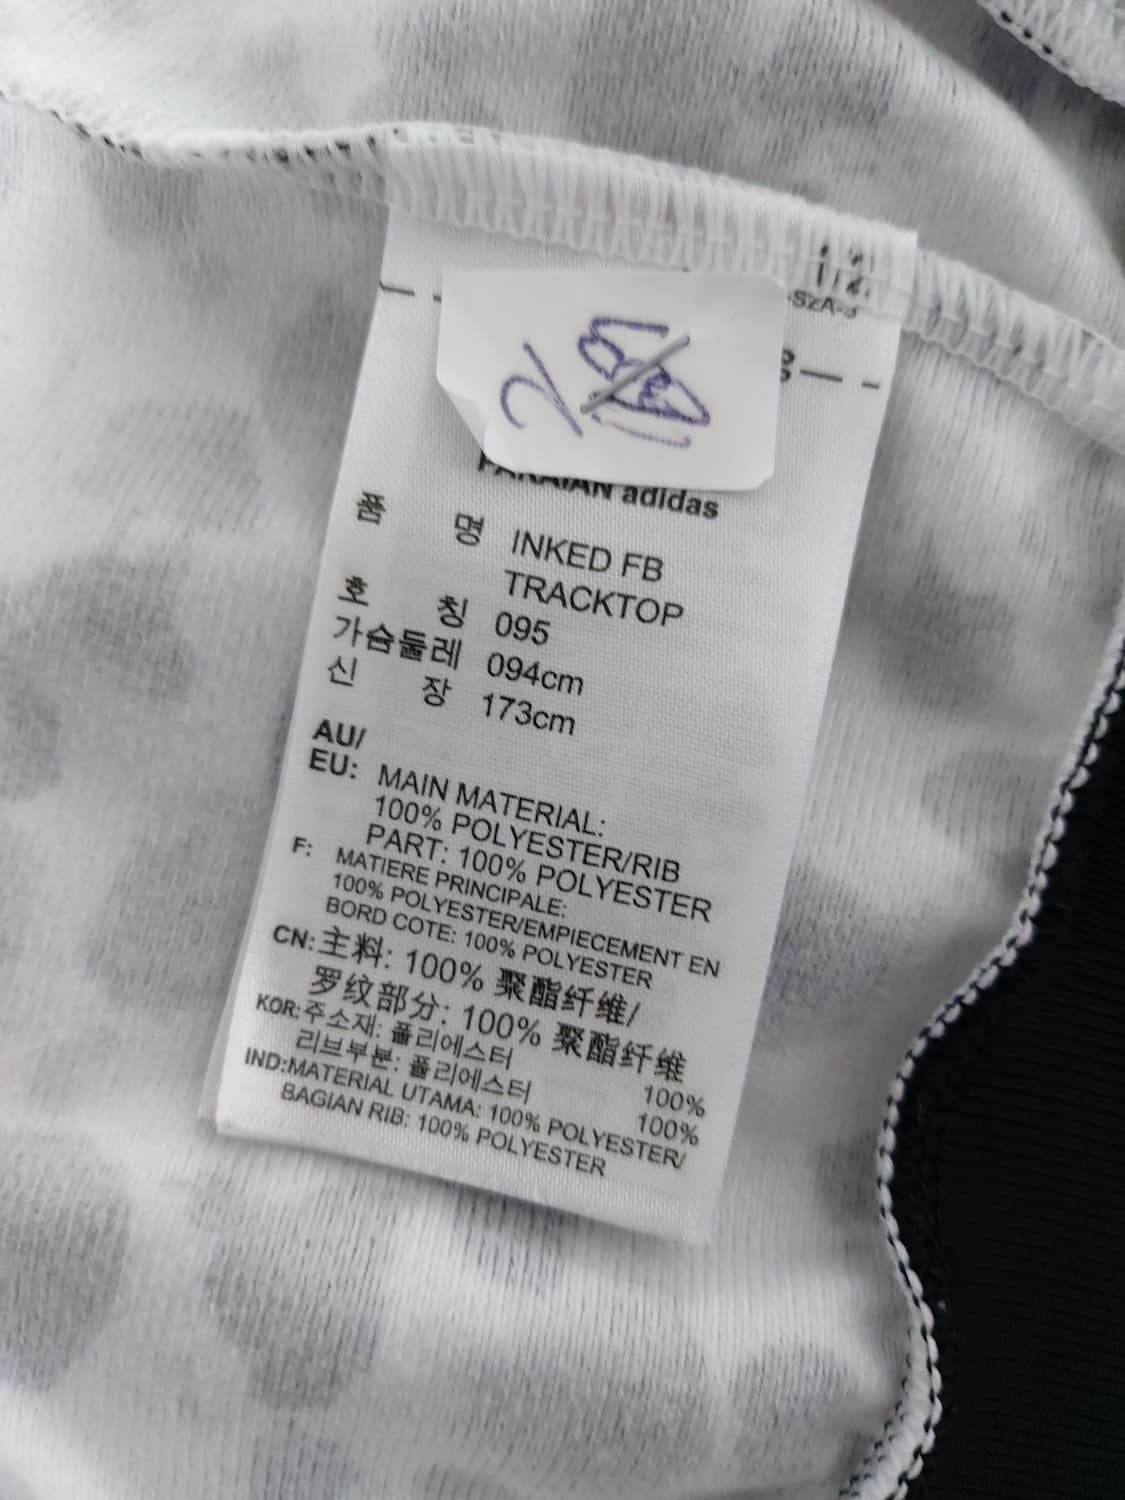 -SZA-3
PAKAIAN adidas
품 명 INKED FB
TRACKTOP
호 칭 095
가슴둘레 094cm
신 장 173cm
AU/
EU: MAIN MATERIAL:
100% POLYESTER/RIB
PART: 100% POLYESTER
F: MATIERE PRINCIPALE:
100% POLYESTER/EMPIECEMENT EN
BORD COTE: 100% POLYESTER
CN: 主料: 100% 聚酯纤维/
罗纹部分: 100% 聚酯纤维
KOR: 주소재: 폴리에스터 100%
리브부분: 폴리에스터 100%
IND: MATERIAL UTAMA: 100% POLYESTER/
BAGIAN RIB: 100% POLYESTER